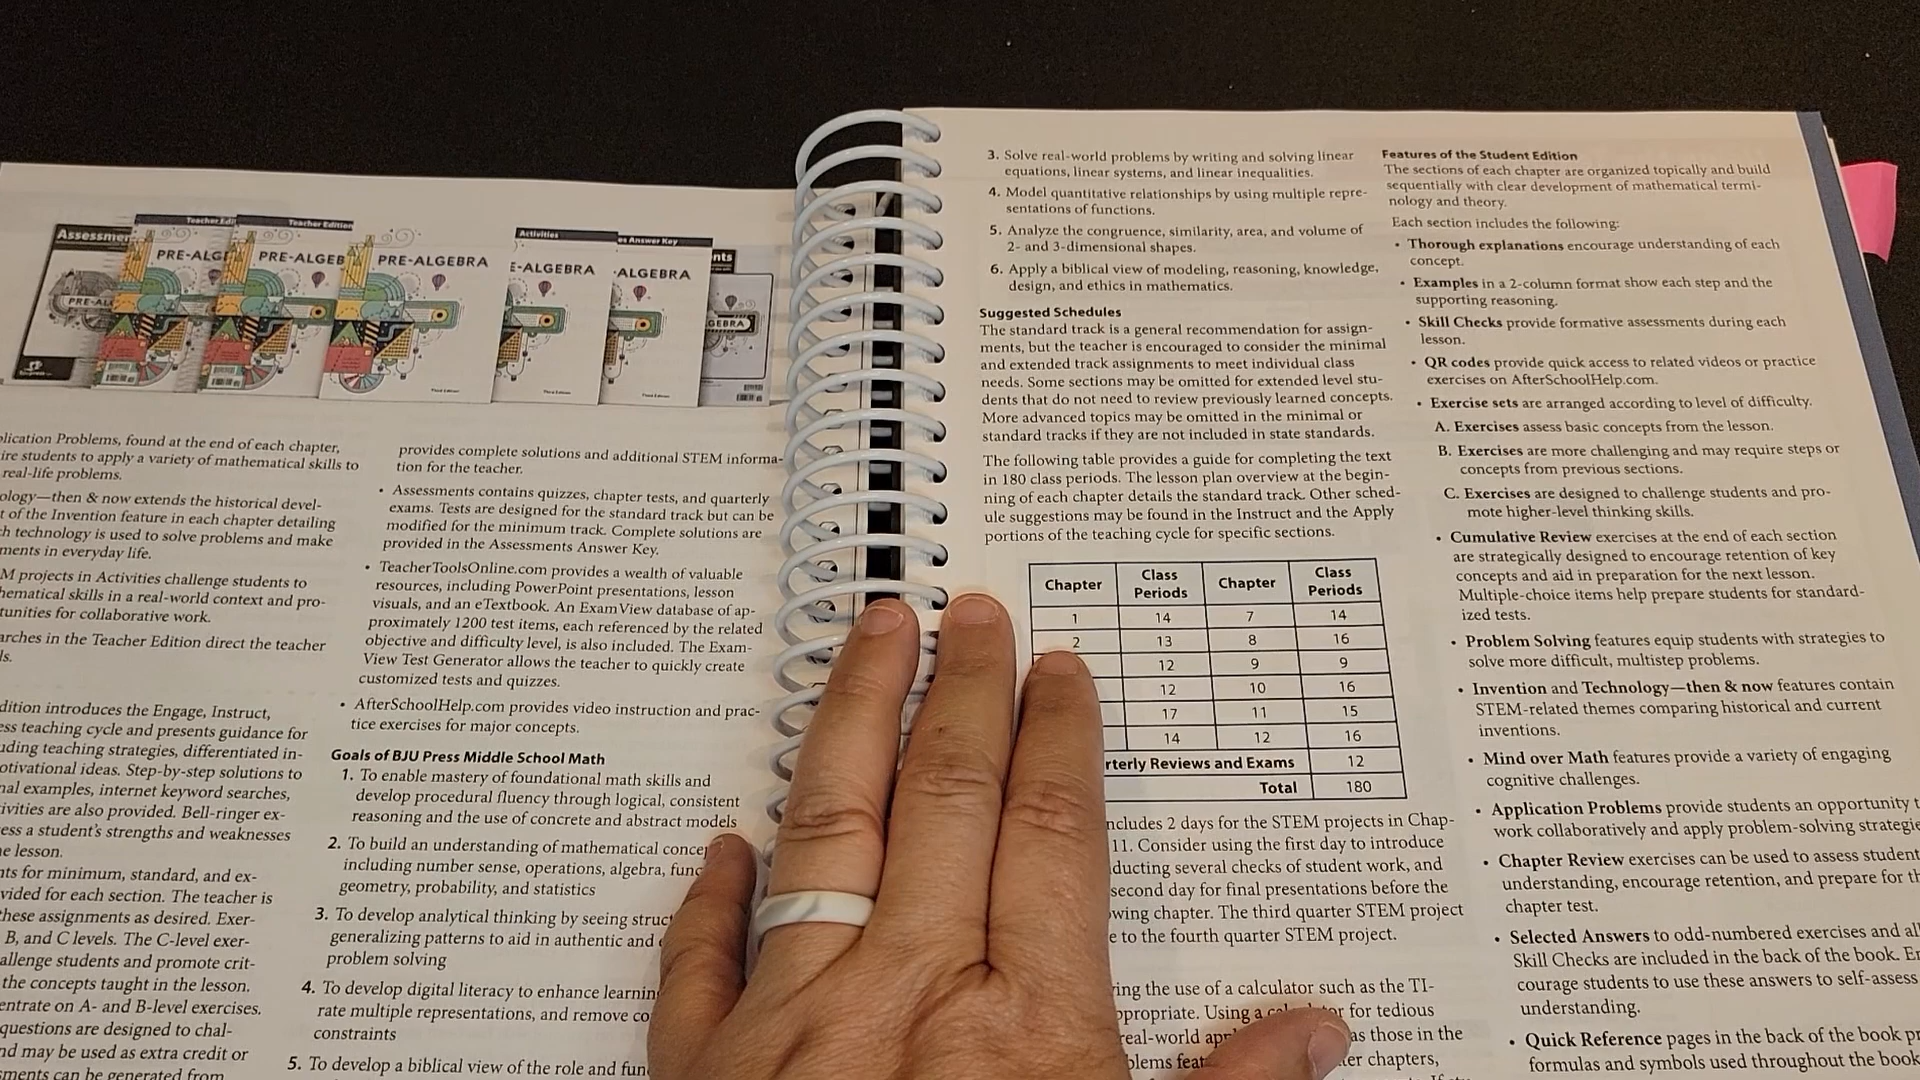 Teacher Edition
Activities
es Answer Key
PRE-ALGEBRA
E-ALGEBRA
ALGEBRA
lication Problems, found at the end of each chapter,
ire students to apply a variety of mathematical skills to
real-life problems.
ology—then & now extends the historical devel-
t of the Invention feature in each chapter detailing
h technology is used to solve problems and make
ments in everyday life.
M projects in Activities challenge students to
hematical skills in a real-world context and pro-
tunities for collaborative work.
arches in the Teacher Edition direct the teacher
ls.
dition introduces the Engage, Instruct,
ess teaching cycle and presents guidance for
uding teaching strategies, differentiated in-
otivational ideas. Step-by-step solutions to
nal examples, internet keyword searches,
tivities are also provided. Bell-ringer ex-
ess a student's strengths and weaknesses
e lesson.
nts for minimum, standard, and ex-
vided for each section. The teacher is
these assignments as desired. Exer-
B, and C levels. The C-level exer-
allenge students and promote crit-
the concepts taught in the lesson.
entrate on A- and B-level exercises.
questions are designed to chal-
nd may be used as extra credit or
sments can be generated from
provides complete solutions and additional STEM informa-
tion for the teacher.
• Assessments contains quizzes, chapter tests, and quarterly
exams. Tests are designed for the standard track but can be
modified for the minimum track. Complete solutions are
provided in the Assessments Answer Key.
• TeacherToolsOnline.com provides a wealth of valuable
resources, including PowerPoint presentations, lesson
visuals, and an eTextbook. An ExamView database of ap-
proximately 1200 test items, each referenced by the related
objective and difficulty level, is also included. The Exam-
View Test Generator allows the teacher to quickly create
customized tests and quizzes.
• AfterSchoolHelp.com provides video instruction and prac-
tice exercises for major concepts.
Goals of BJU Press Middle School Math
1. To enable mastery of foundational math skills and
develop procedural fluency through logical, consistent
reasoning and the use of concrete and abstract models
2. To build an understanding of mathematical conce
including number sense, operations, algebra, func
geometry, probability, and statistics
3. To develop analytical thinking by seeing struct
generalizing patterns to aid in authentic and
problem solving
4. To develop digital literacy to enhance learnin
rate multiple representations, and remove co
constraints
5. To develop a biblical view of the role and fun
3. Solve real-world problems by writing and solving linear
equations, linear systems, and linear inequalities.
4. Model quantitative relationships by using multiple repre-
sentations of functions.
5. Analyze the congruence, similarity, area, and volume of
2- and 3-dimensional shapes.
6. Apply a biblical view of modeling, reasoning, knowledge,
design, and ethics in mathematics.
Suggested Schedules
The standard track is a general recommendation for assign-
ments, but the teacher is encouraged to consider the minimal
and extended track assignments to meet individual class
needs. Some sections may be omitted for extended level stu-
dents that do not need to review previously learned concepts.
More advanced topics may be omitted in the minimal or
standard tracks if they are not included in state standards.
The following table provides a guide for completing the text
in 180 class periods. The lesson plan overview at the begin-
ning of each chapter details the standard track. Other sched-
ule suggestions may be found in the Instruct and the Apply
portions of the teaching cycle for specific sections.
Chapter Class Periods Chapter Class Periods
1 14 7 14
2 13 8 16
12 9 9
12 10 16
17 11 15
14 12 16
rterly Reviews and Exams 12
Total 180
ncludes 2 days for the STEM projects in Chap-
11. Consider using the first day to introduce
ducting several checks of student work, and
second day for final presentations before the
wing chapter. The third quarter STEM project
e to the fourth quarter STEM project.
ring the use of a calculator such as the TI-
propriate. Using a for tedious
real-world as those in the
blems ter chapters,
Features of the Student Edition
The sections of each chapter are organized topically and build
sequentially with clear development of mathematical termi-
nology and theory.
Each section includes the following:
• Thorough explanations encourage understanding of each
concept.
• Examples in a 2-column format show each step and the
supporting reasoning.
• Skill Checks provide formative assessments during each
lesson.
• QR codes provide quick access to related videos or practice
exercises on AfterSchoolHelp.com.
• Exercise sets are arranged according to level of difficulty.
A. Exercises assess basic concepts from the lesson.
B. Exercises are more challenging and may require steps or
concepts from previous sections.
C. Exercises are designed to challenge students and pro-
mote higher-level thinking skills.
• Cumulative Review exercises at the end of each section
are strategically designed to encourage retention of key
concepts and aid in preparation for the next lesson.
Multiple-choice items help prepare students for standard-
ized tests.
• Problem Solving features equip students with strategies to
solve more difficult, multistep problems.
• Invention and Technology—then & now features contain
STEM-related themes comparing historical and current
inventions.
• Mind over Math features provide a variety of engaging
cognitive challenges.
• Application Problems provide students an opportunity t
work collaboratively and apply problem-solving strategie
• Chapter Review exercises can be used to assess student
understanding, encourage retention, and prepare for th
chapter test.
• Selected Answers to odd-numbered exercises and al
Skill Checks are included in the back of the book. En
courage students to use these answers to self-assess
understanding.
• Quick Reference pages in the back of the book pr
formulas and symbols used throughout the book